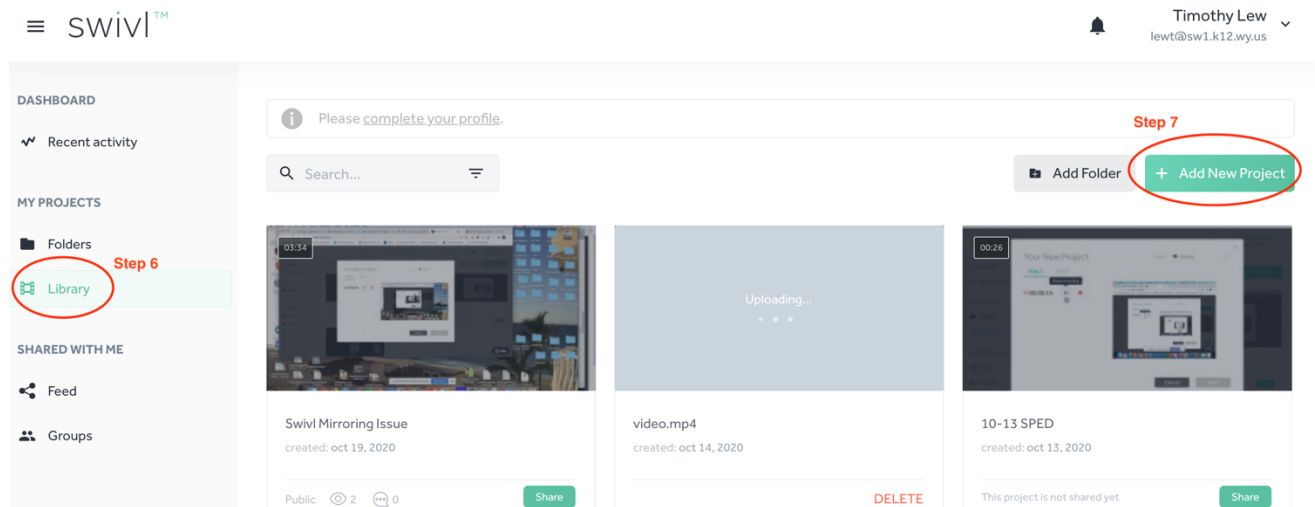 swivl™
Timothy Lew
lewt@sw1.k12.wy.us
DASHBOARD
Recent activity
MY PROJECTS
Folders
Step 6
Library
SHARED WITH ME
Feed
Groups
Please complete your profile.
Step 7
Search...
Add Folder
+ Add New Project
03:34
Uploading...
00:26
Your New Project
Swivl Mirroring Issue
created: oct 19, 2020
Public 2 0
Share
video.mp4
created: oct 14, 2020
DELETE
10-13 SPED
created: oct 13, 2020
This project is not shared yet
Share